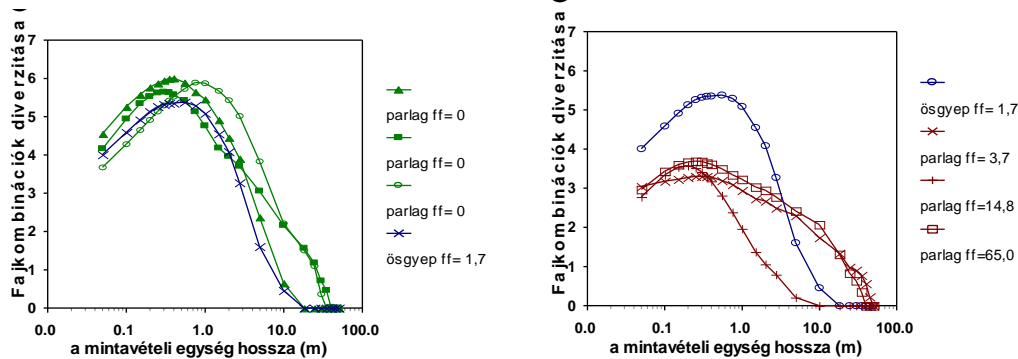 Fajkombinációk diverzitása (
7
6
5
4
3
2
1
0
0.0 0.1 1.0 10.0 100.0
a mintavételi egység hossza (m)
parlag ff= 0
parlag ff= 0
parlag ff= 0
ösgyep ff= 1,7
Fajkombinációk diverzitása (
7
6
5
4
3
2
1
0
0.0 0.1 1.0 10.0 100.0
a mintavételi egység hossza (m)
ösgyep ff= 1,7
parlag ff= 3,7
parlag ff=14,8
parlag ff=65,0